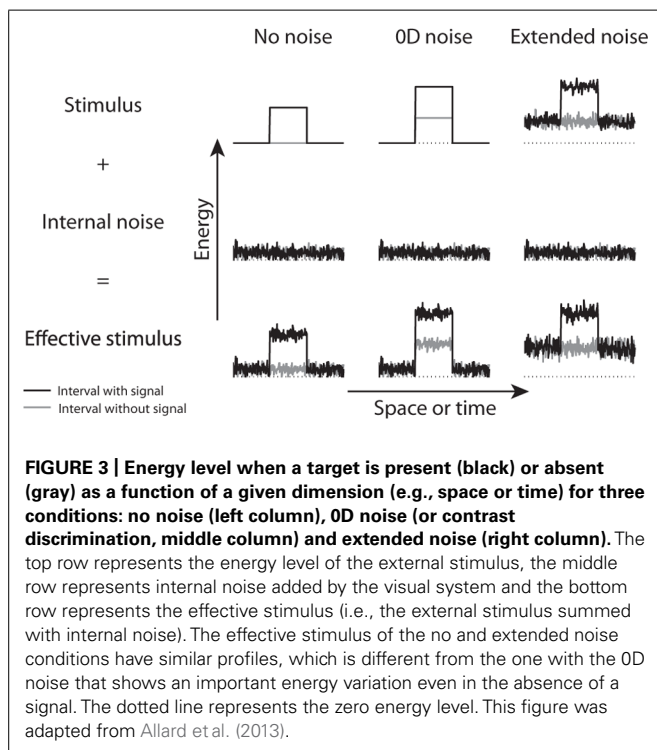 No noise
0D noise
Extended noise
Stimulus
+
Internal noise
=
Effective stimulus
Energy
Interval with signal
Interval without signal
Space or time
FIGURE 3 | Energy level when a target is present (black) or absent
(gray) as a function of a given dimension (e.g., space or time) for three
conditions: no noise (left column), 0D noise (or contrast
discrimination, middle column) and extended noise (right column). The
top row represents the energy level of the external stimulus, the middle
row represents internal noise added by the visual system and the bottom
row represents the effective stimulus (i.e., the external stimulus summed
with internal noise). The effective stimulus of the no and extended noise
conditions have similar profiles, which is different from the one with the 0D
noise that shows an important energy variation even in the absence of a
signal. The dotted line represents the zero energy level. This figure was
adapted from Allard et al. (2013).